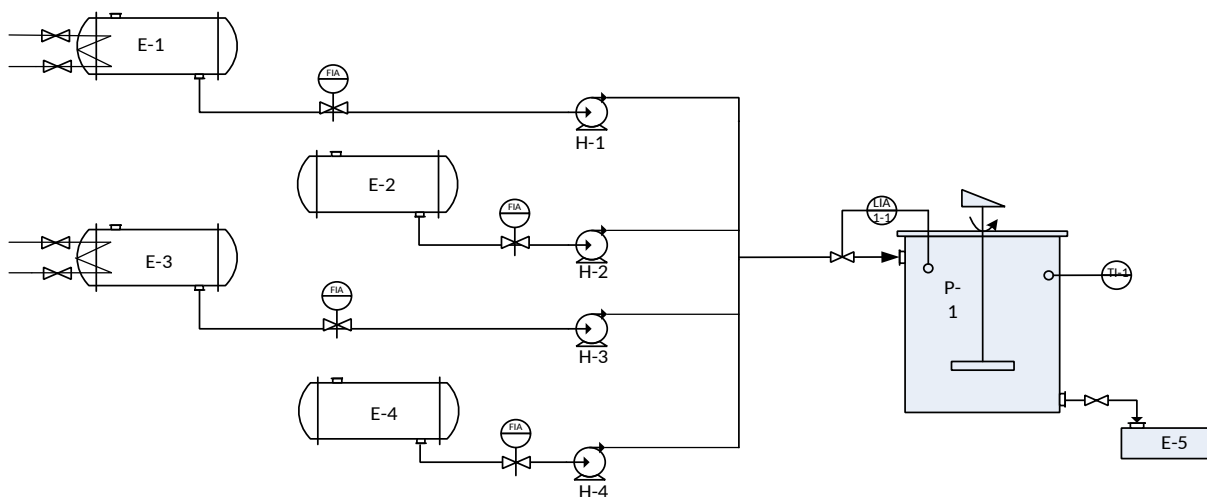 FIA
E-1
H-1
E-2
FIA
LIA
1-1
E-3
H-2
TI-1
P-
1
FIA
H-3
E-4
FIA
E-5
H-4